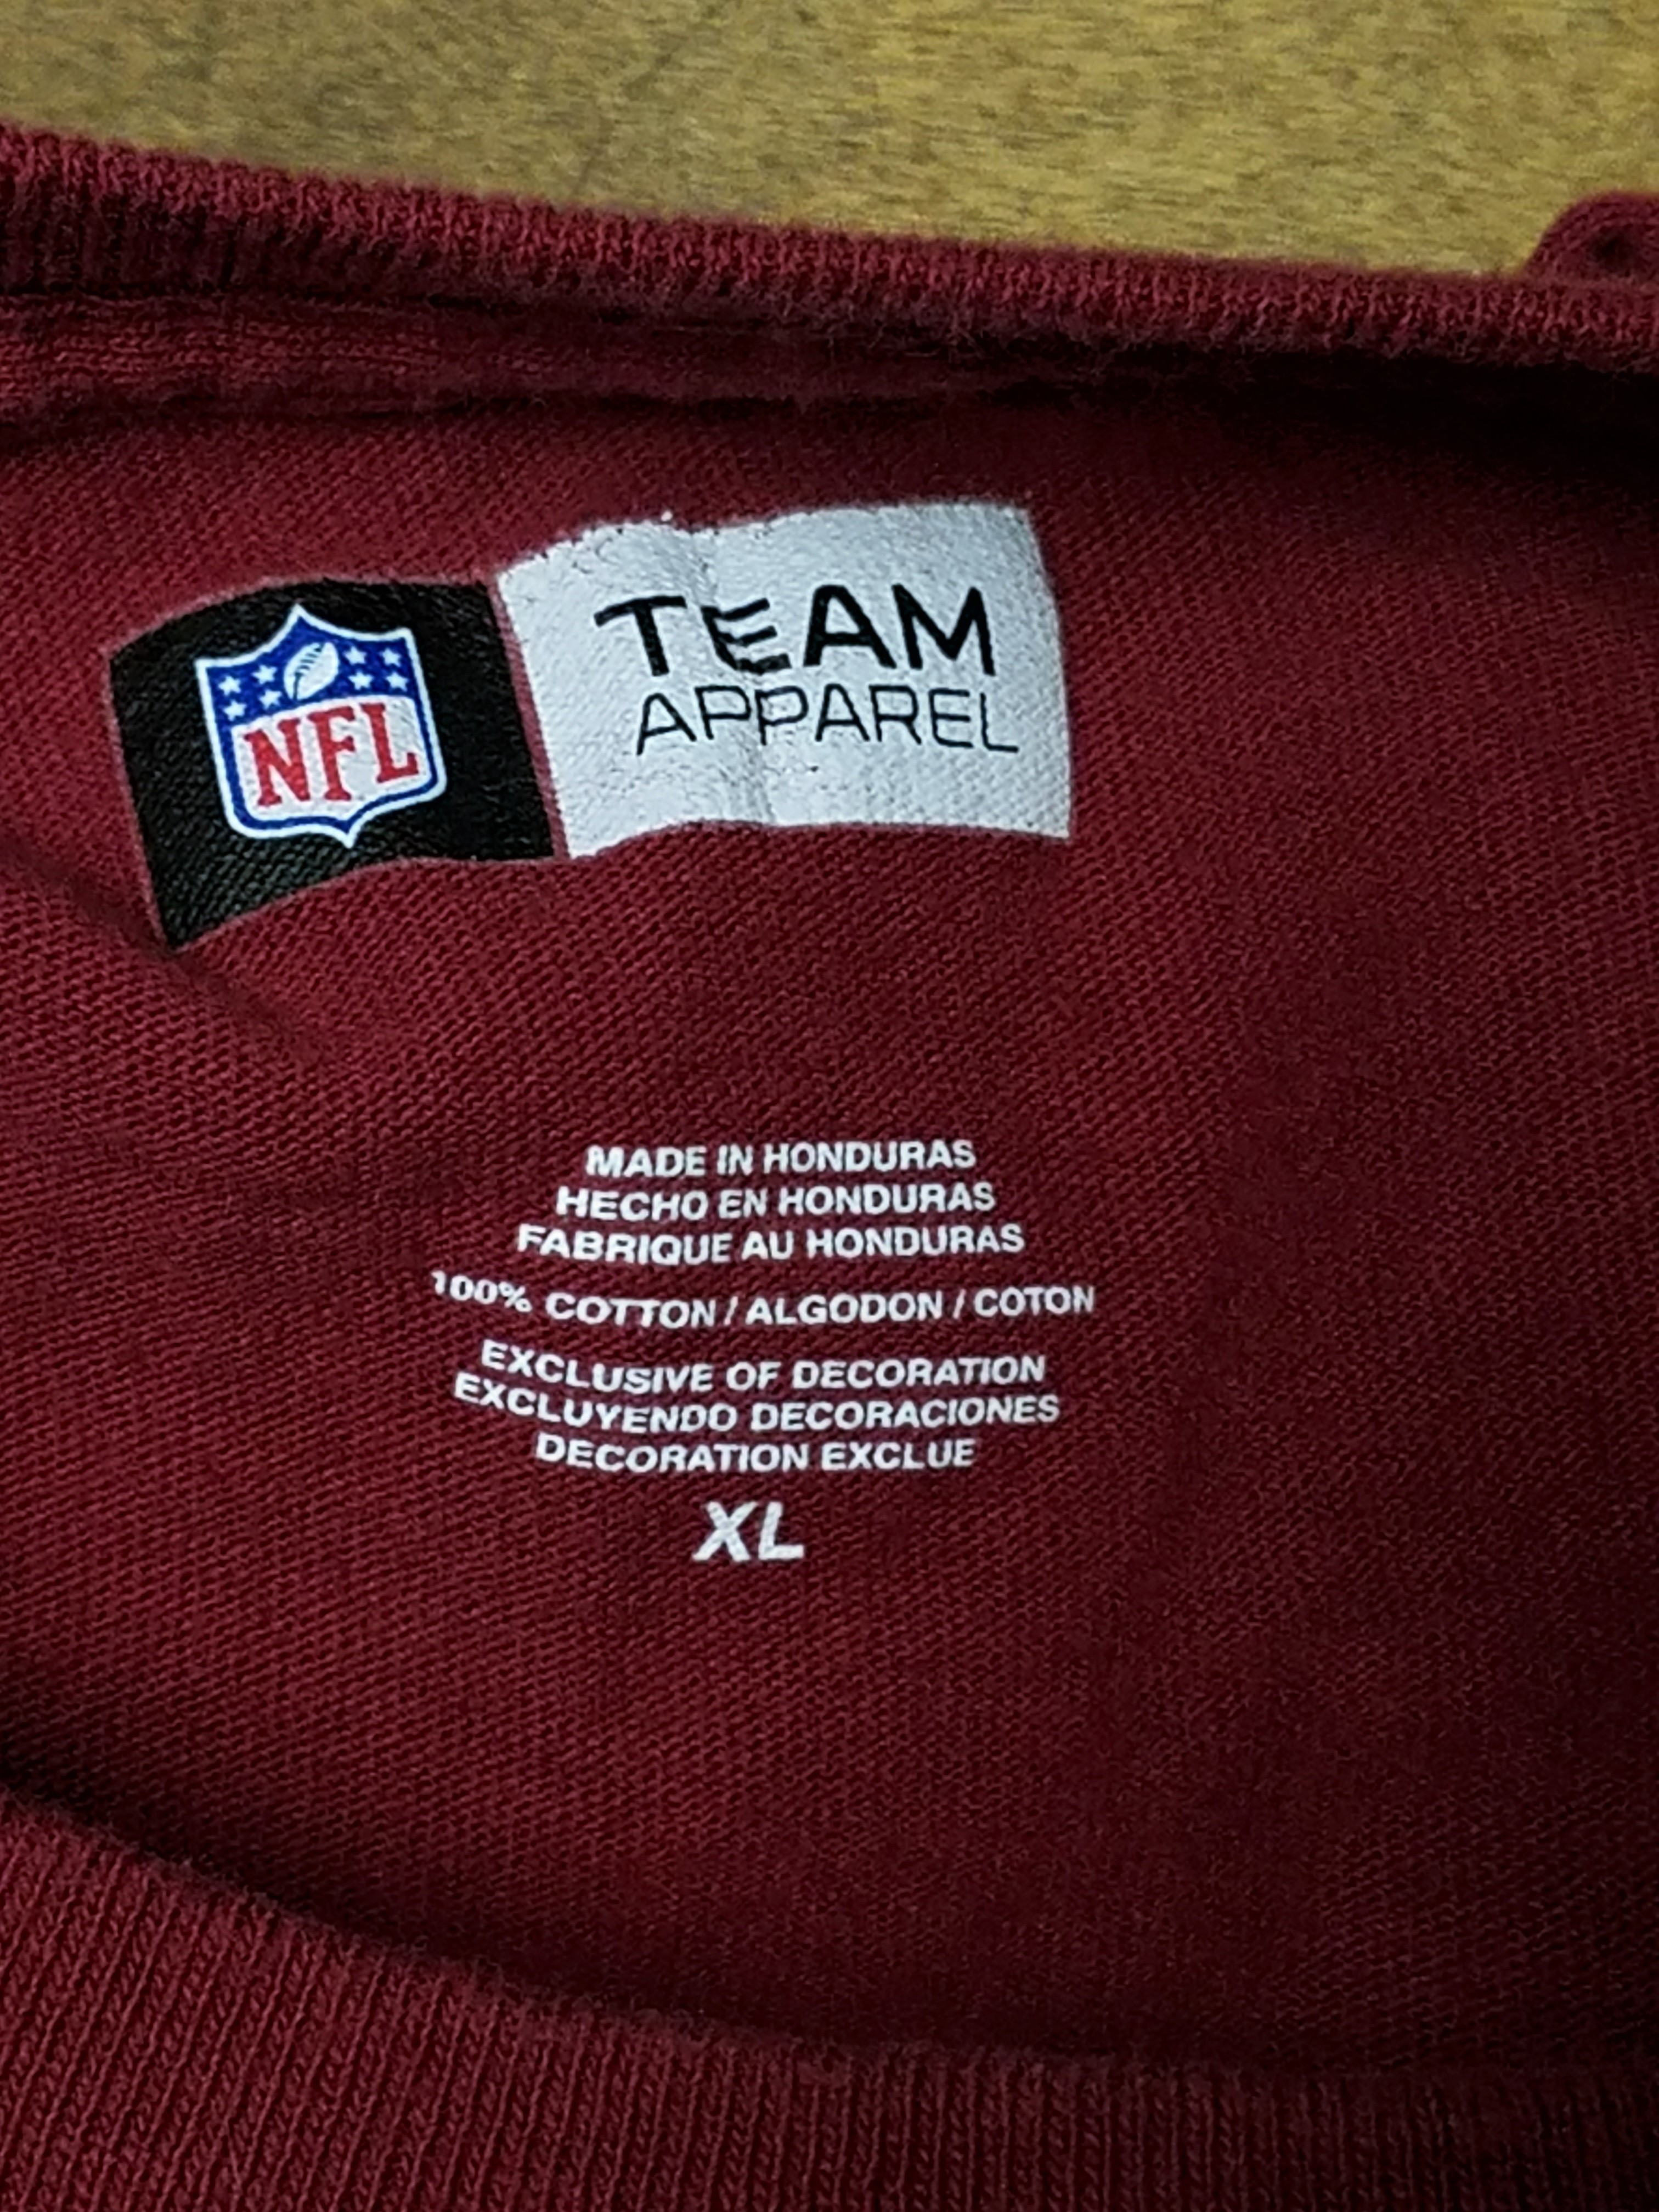 NFL
TEAM
APPAREL
MADE IN HONDURAS
HECHO EN HONDURAS
FABRIQUE AU HONDURAS
100% COTTON / ALGODON / COTON
EXCLUSIVE OF DECORATION
EXCLUYENDO DECORACIONES
DECORATION EXCLUE
XL